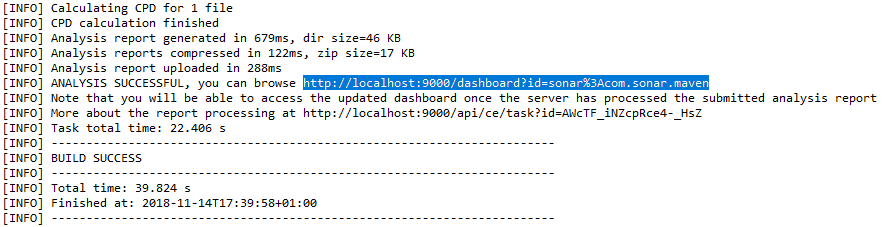 [INFO] Calculating CPD for 1 file
[INFO] CPD calculation finished
[INFO] Analysis report generated in 679ms, dir size=46 KB
[INFO] Analysis reports compressed in 122ms, zip size=17 KB
[INFO] Analysis report uploaded in 288ms
[INFO] ANALYSIS SUCCESSFUL, you can browse http://localhost:9000/dashboard?id=sonar%3Acom.sonar.maven
[INFO] Note that you will be able to access the updated dashboard once the server has processed the submitted analysis report
[INFO] More about the report processing at http://localhost:9000/api/ce/task?id=AWcTF_iNZcpRce4-_HsZ
[INFO] Task total time: 22.406 s
[INFO] ------------------------------------------------------------------------
[INFO] BUILD SUCCESS
[INFO] ------------------------------------------------------------------------
[INFO] Total time: 39.824 s
[INFO] Finished at: 2018-11-14T17:39:58+01:00
[INFO] ------------------------------------------------------------------------